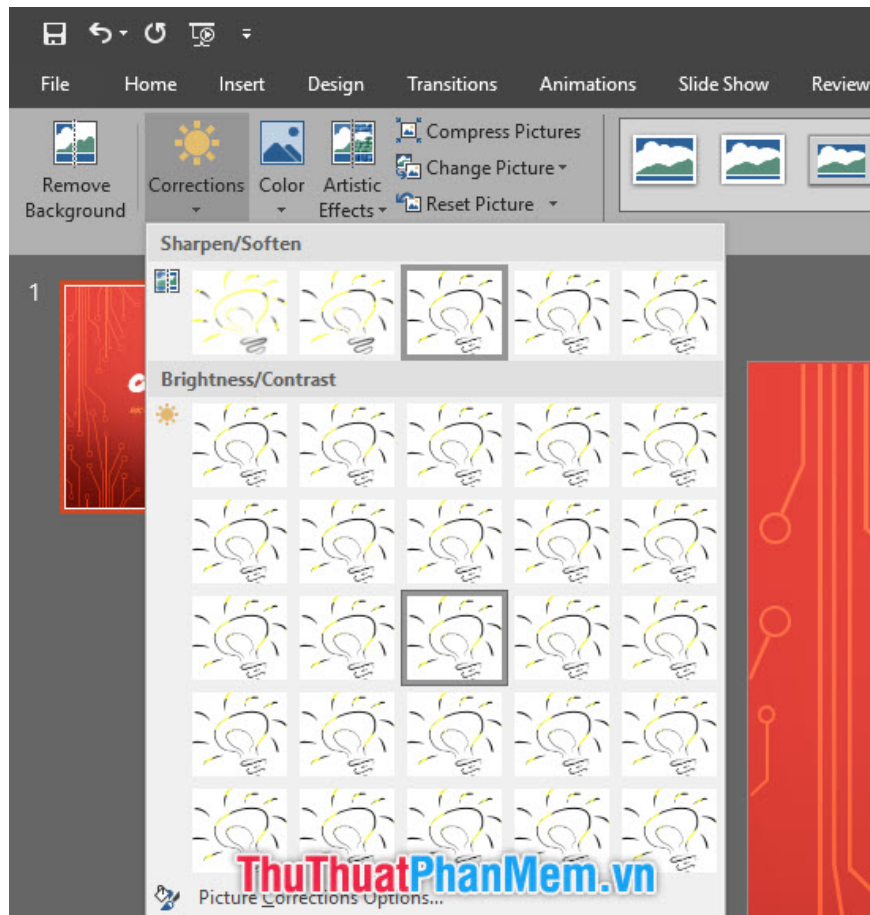 File Home Insert Design Transitions Animations Slide Show Review
Remove Background
Corrections
Color
Artistic Effects
Compress Pictures
Change Picture
Reset Picture
Sharpen/Soften
1
Brightness/Contrast
ThuThuatPhanMem.vn
Picture Corrections Options...